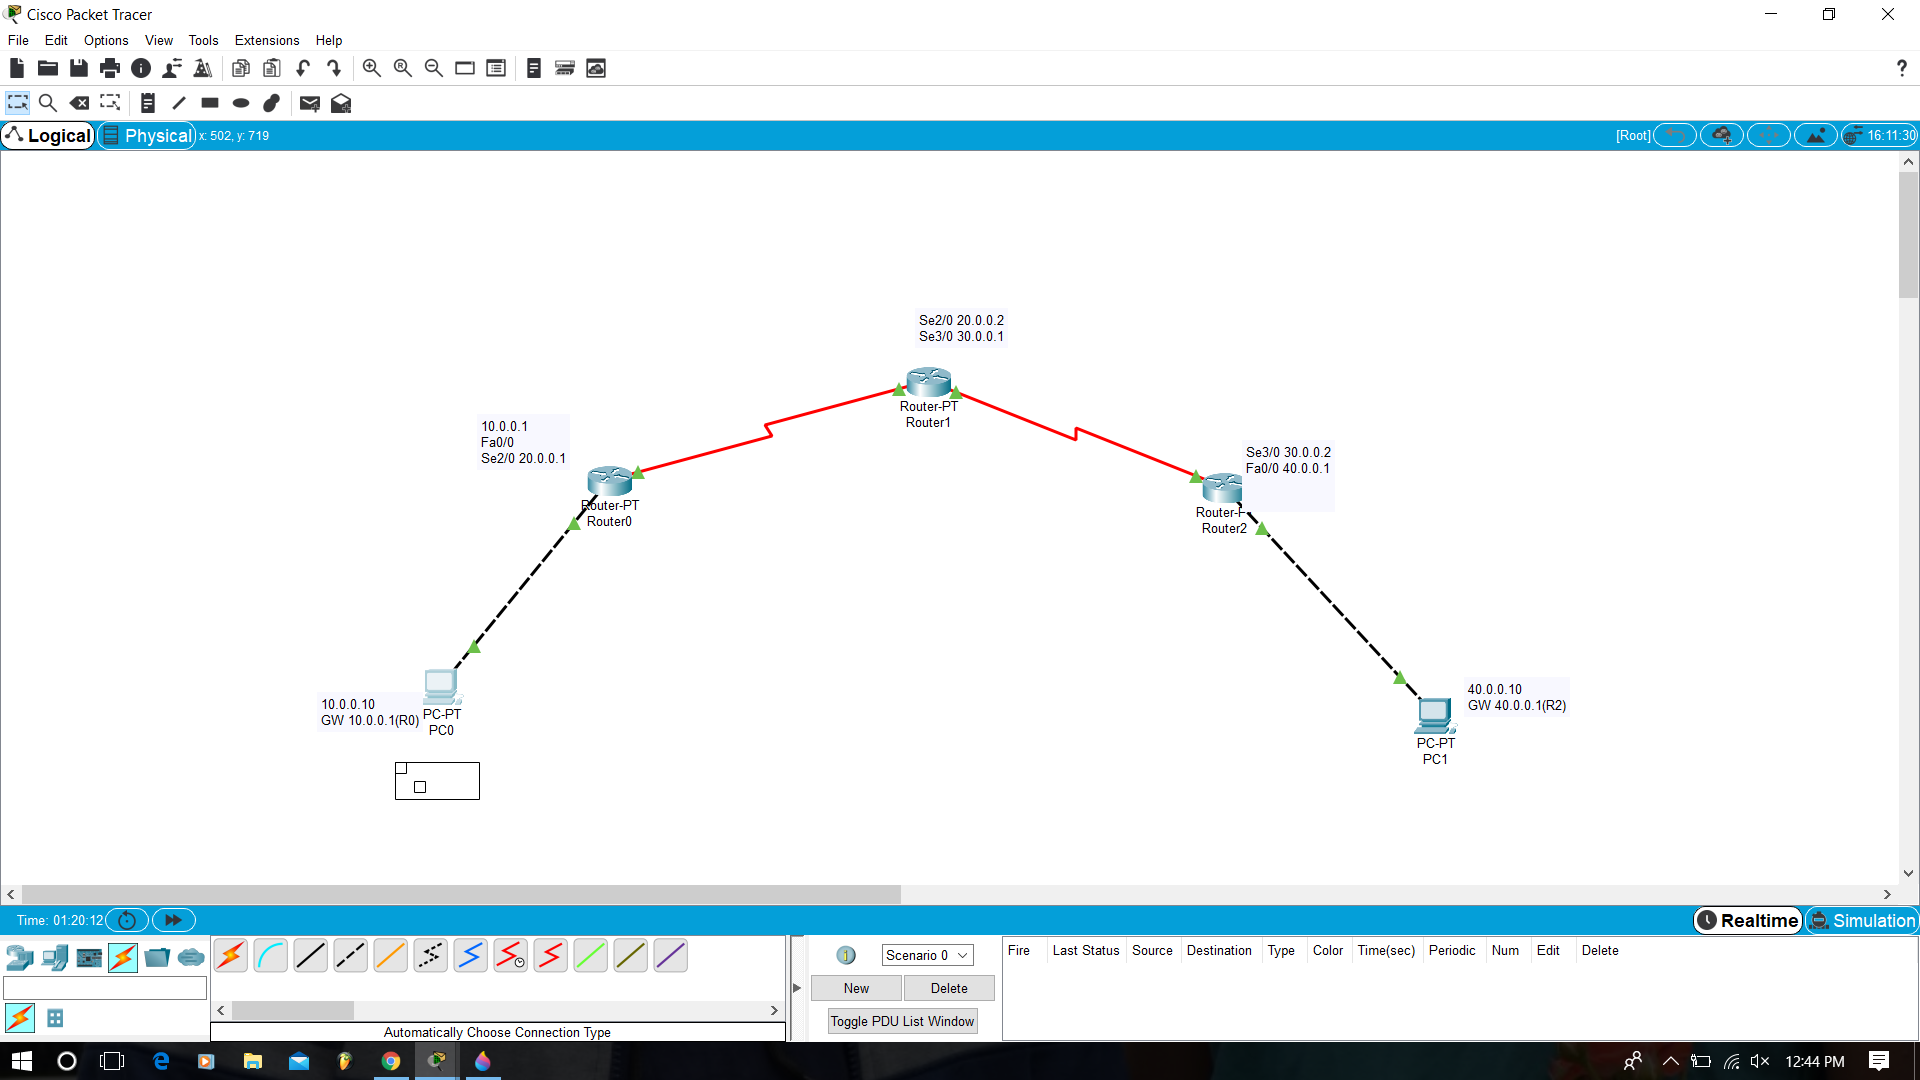 Cisco Packet Tracer
File Edit Options View Tools Extensions Help
?
Logical Physical x: 502, y: 719 [Root] 16:11:30
Se2/0 20.0.0.2
Se3/0 30.0.0.1
Router-PT
Router1
10.0.0.1
Fa0/0
Se2/0 20.0.0.1
Router-PT
Router0
Se3/0 30.0.0.2
Fa0/0 40.0.0.1
Router-F
Router2
10.0.0.10
GW 10.0.0.1(R0)
PC-PT
PC0
40.0.0.10
GW 40.0.0.1(R2)
PC-PT
PC1
Time: 01:20:12 Realtime Simulation
Scenario 0
New Delete
Toggle PDU List Window
Fire Last Status Source Destination Type Color Time(sec) Periodic Num Edit Delete
Automatically Choose Connection Type
12:44 PM